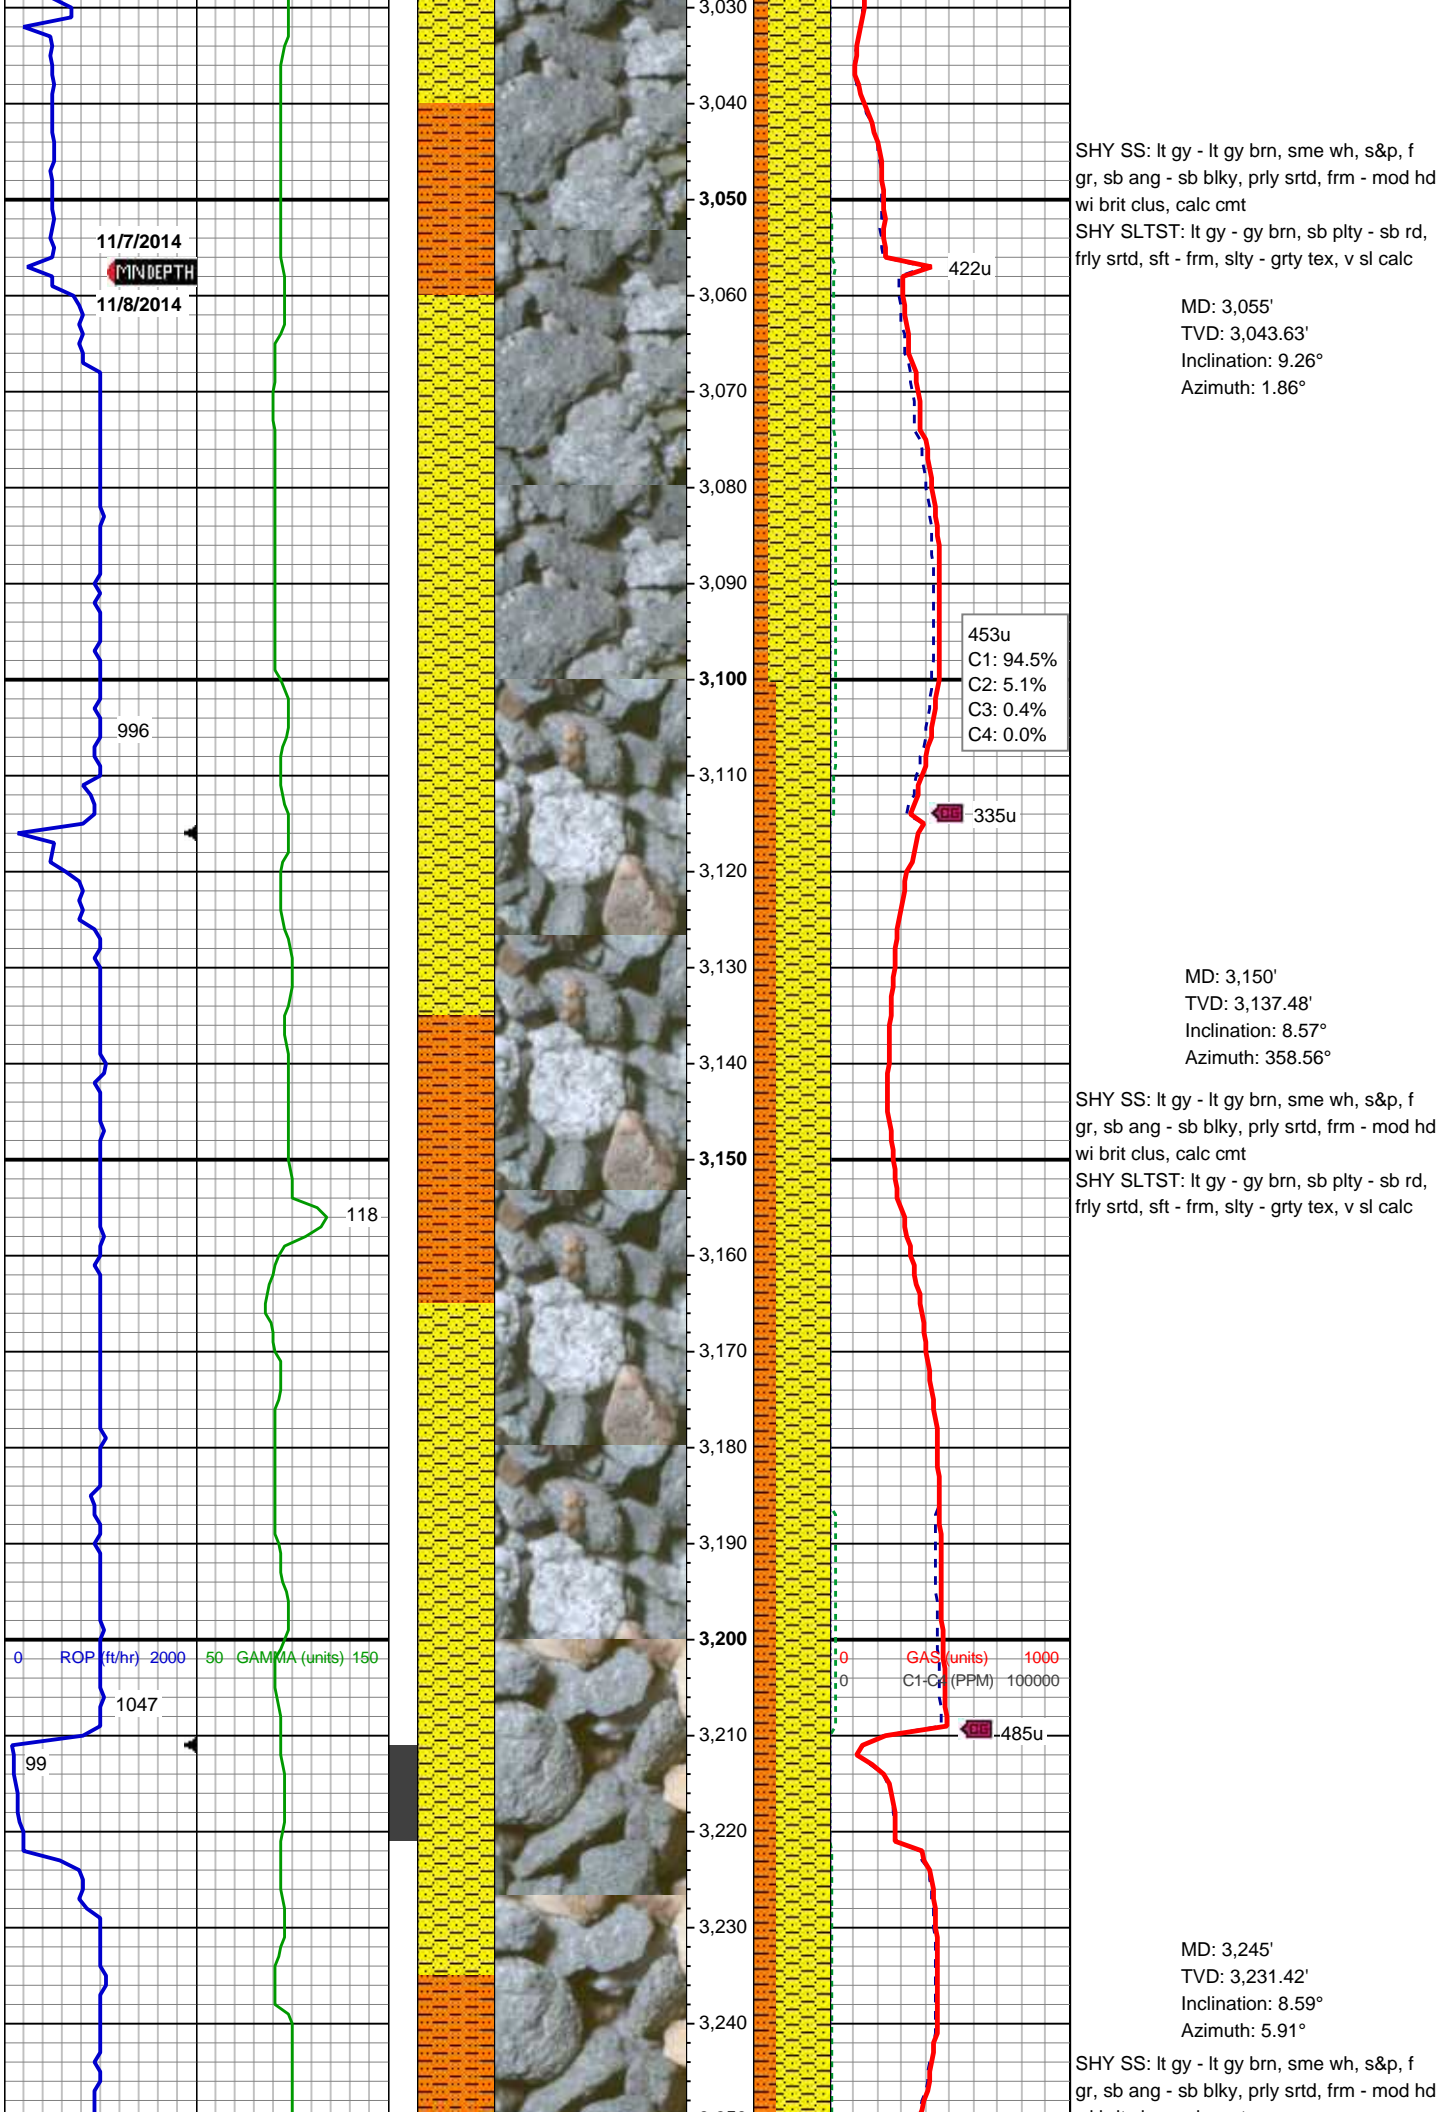 3,030
3,040
SHY SS: lt gy - lt gy brn, sme wh, s&p, f
gr, sb ang - sb blky, prly srtd, frm - mod hd
wi brit clus, calc cmt
SHY SLTST: lt gy - gy brn, sb plty - sb rd,
frly srtd, sft - frm, slty - grty tex, v sl calc
3,050
11/7/2014
MNDEPTH
11/8/2014
422u
3,060
MD: 3,055'
TVD: 3,043.63'
Inclination: 9.26°
Azimuth: 1.86°
3,070
3,080
3,090
453u
C1: 94.5%
C2: 5.1%
C3: 0.4%
C4: 0.0%
3,100
996
3,110
CG 335u
3,120
3,130
MD: 3,150'
TVD: 3,137.48'
Inclination: 8.57°
Azimuth: 358.56°
3,140
SHY SS: lt gy - lt gy brn, sme wh, s&p, f
gr, sb ang - sb blky, prly srtd, frm - mod hd
wi brit clus, calc cmt
SHY SLTST: lt gy - gy brn, sb plty - sb rd,
frly srtd, sft - frm, slty - grty tex, v sl calc
3,150
118
3,160
3,170
3,180
3,190
3,200
0 ROP (ft/hr) 2000 50 GAMMA (units) 150
0 GAS (units) 1000
0 C1-C4 (PPM) 100000
1047
3,210
CG 485u
99
3,220
3,230
MD: 3,245'
TVD: 3,231.42'
Inclination: 8.59°
Azimuth: 5.91°
3,240
SHY SS: lt gy - lt gy brn, sme wh, s&p, f
gr, sb ang - sb blky, prly srtd, frm - mod hd